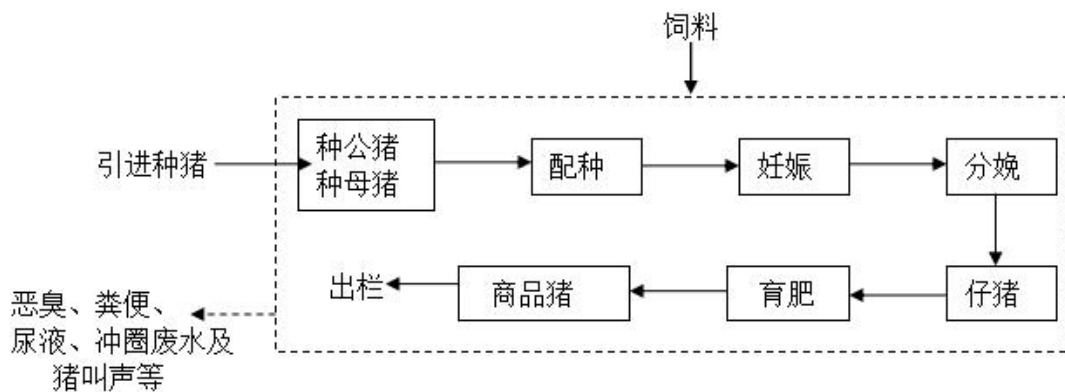 饲料
引进种猪
种公猪
种母猪
配种
妊娠
分娩
出栏
商品猪
育肥
仔猪
恶臭、粪便、
尿液、冲圈废水及
猪叫声等